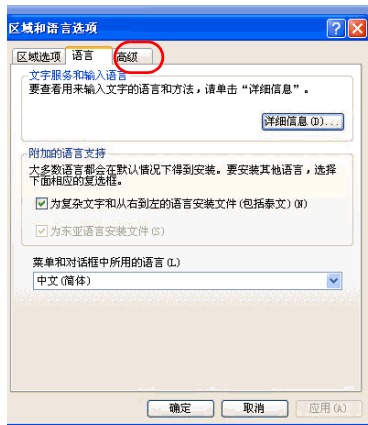 区域和语言选项
区域选项 语言 高级
文字服务和输入语言
要查看用来输入文字的语言和方法，请单击“详细信息”。
详细信息(D)...
附加的语言支持
大多数语言都会在默认情况下得到安装。要安装其他语言，选择
下面相应的复选框。
为复杂文字和从右到左的语言安装文件(包括泰文)(N)
为东亚语言安装文件(S)
菜单和对话框中所用的语言(L)
中文(简体)
确定 取消 应用(A)